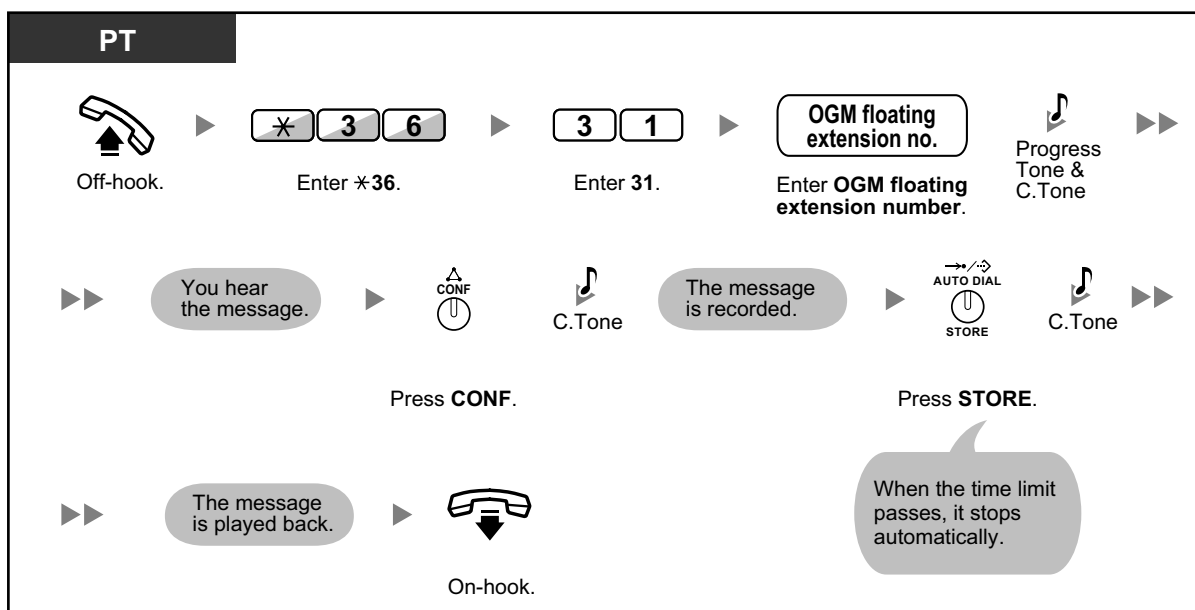 PT
✳ 3 6
3 1
OGM floating
extension no.
Off-hook.
Enter ✳36.
Enter 31.
Enter OGM floating
extension number.
Progress
Tone &
C.Tone
You hear
the message.
CONF
C.Tone
The message
is recorded.
AUTO DIAL
STORE
C.Tone
Press CONF.
Press STORE.
When the time limit
passes, it stops
automatically.
The message
is played back.
On-hook.